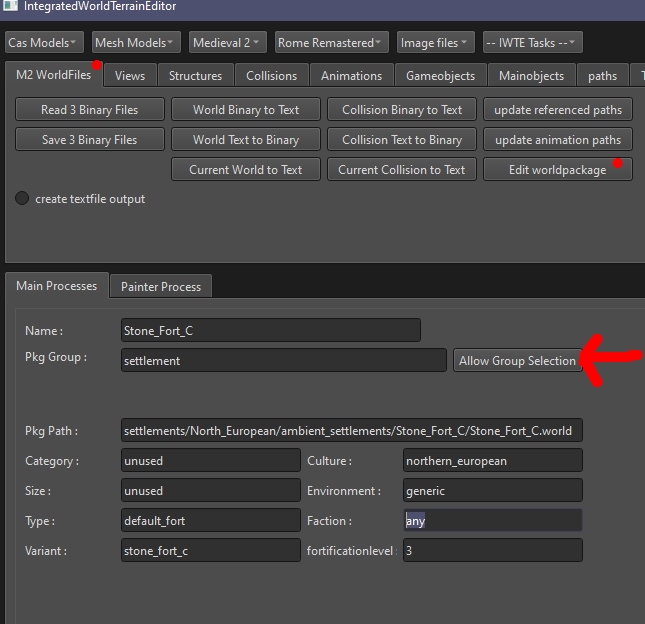 IntegratedWorldTerrainEditor
Cas Models Mesh Models Medieval 2 Rome Remastered Image files -- IWTE Tasks --
M2 WorldFiles Views Structures Collisions Animations Gameobjects Mainobjects paths
Read 3 Binary Files World Binary to Text Collision Binary to Text update referenced paths
Save 3 Binary Files World Text to Binary Collision Text to Binary update animation paths
Current World to Text Current Collision to Text Edit worldpackage
create textfile output
Main Processes Painter Process
Name : Stone_Fort_C
Pkg Group : settlement Allow Group Selection
Pkg Path : settlements/North_European/ambient_settlements/Stone_Fort_C/Stone_Fort_C.world
Category : unused Culture : northern_european
Size : unused Environment : generic
Type : default_fort Faction : any
Variant : stone_fort_c fortificationlevel : 3